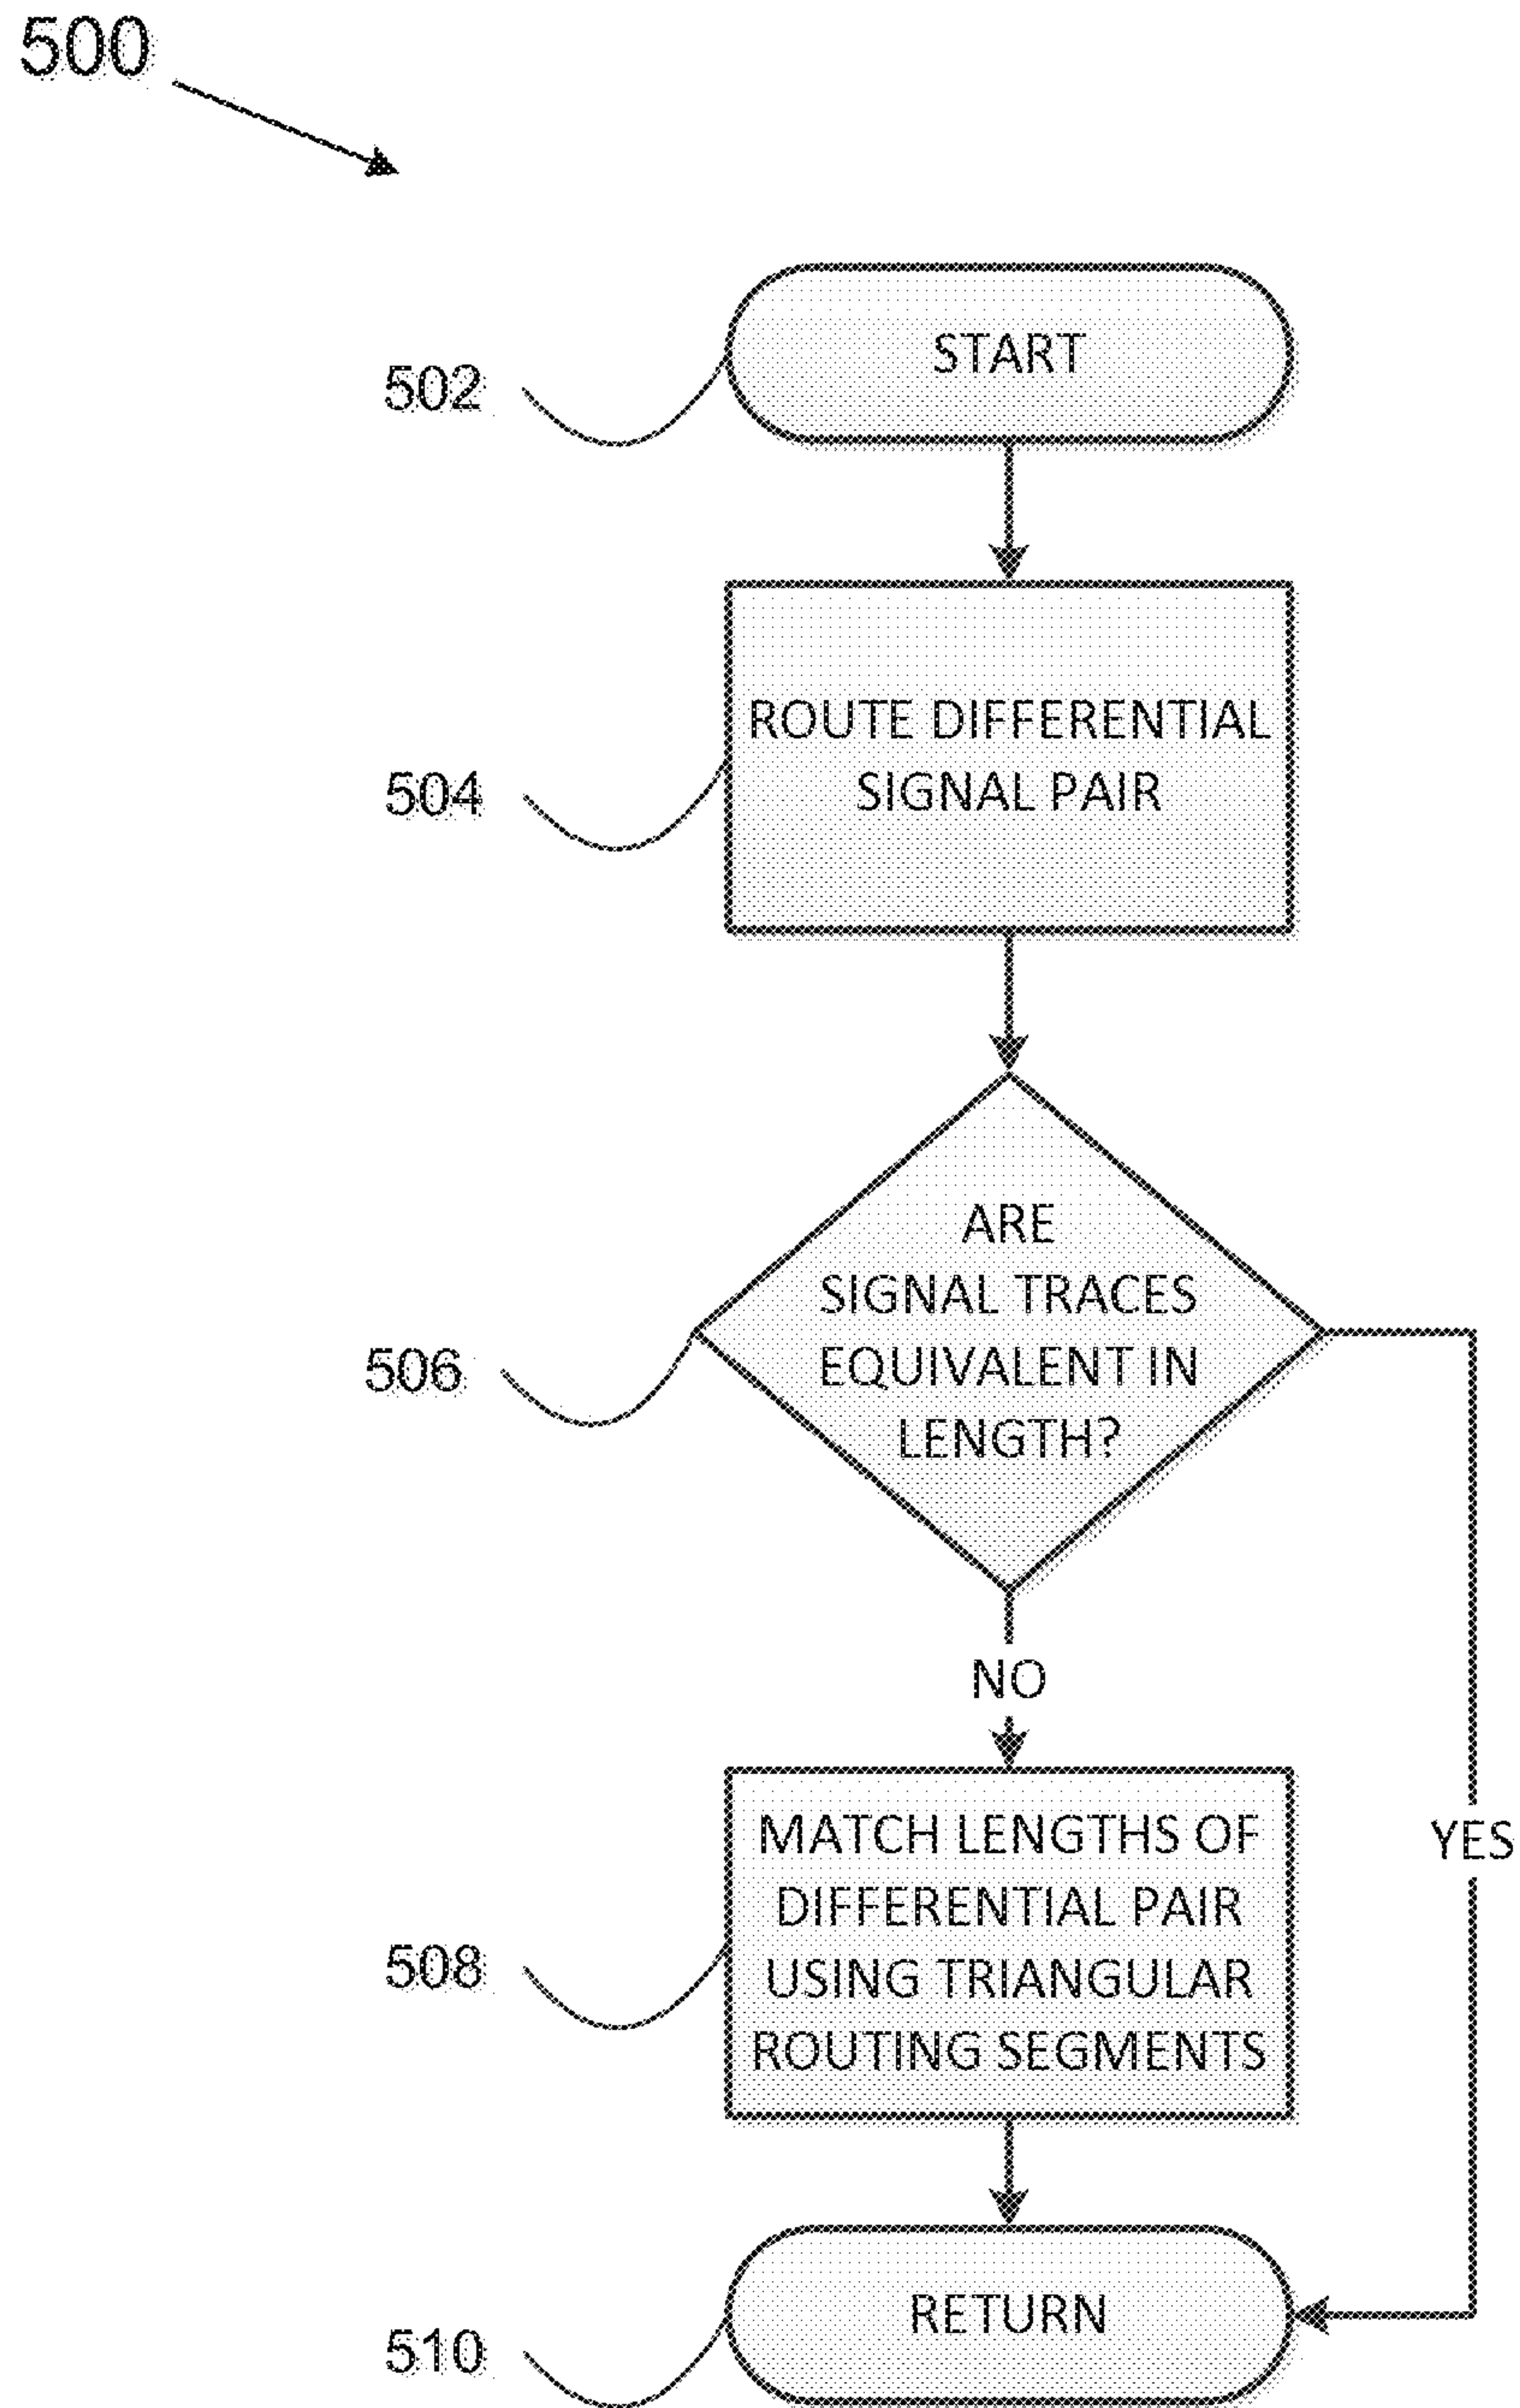 500
502
START
504
ROUTE DIFFERENTIAL
SIGNAL PAIR
506
ARE
SIGNAL TRACES
EQUIVALENT IN
LENGTH?
NO
YES
508
MATCH LENGTHS OF
DIFFERENTIAL PAIR
USING TRIANGULAR
ROUTING SEGMENTS
510
RETURN